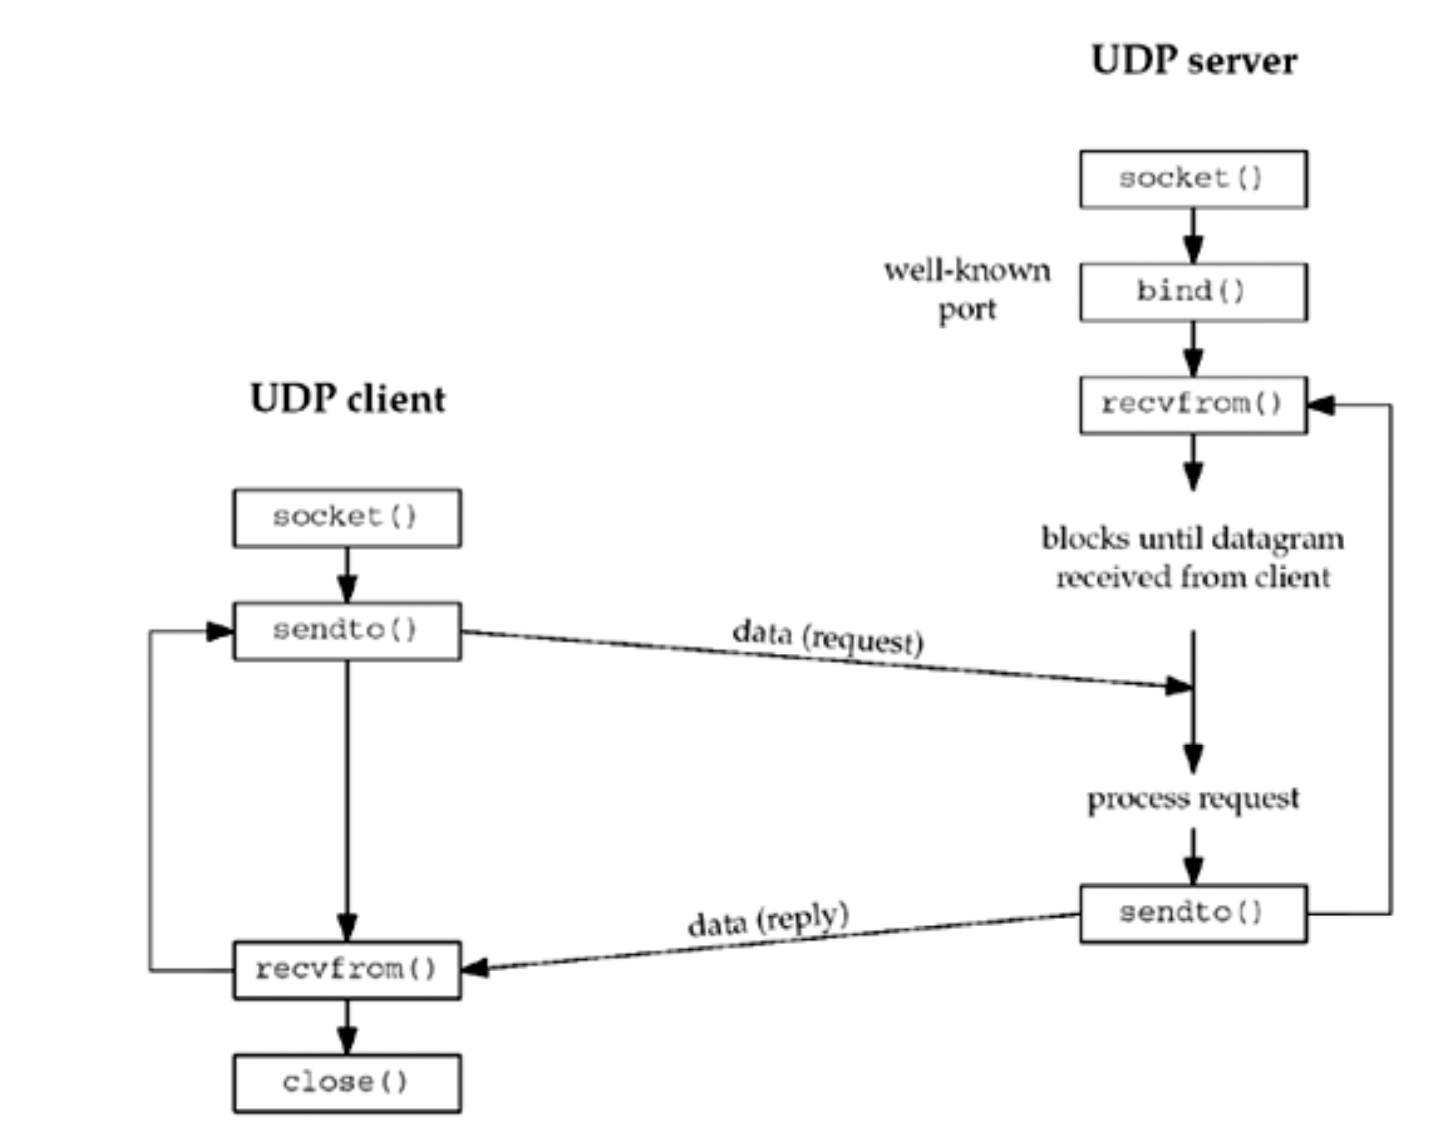 UDP server
socket()
well-known
port
bind()
recvfrom()
blocks until datagram
received from client
UDP client
socket()
sendto()
data (request)
process request
sendto()
data (reply)
recvfrom()
close()